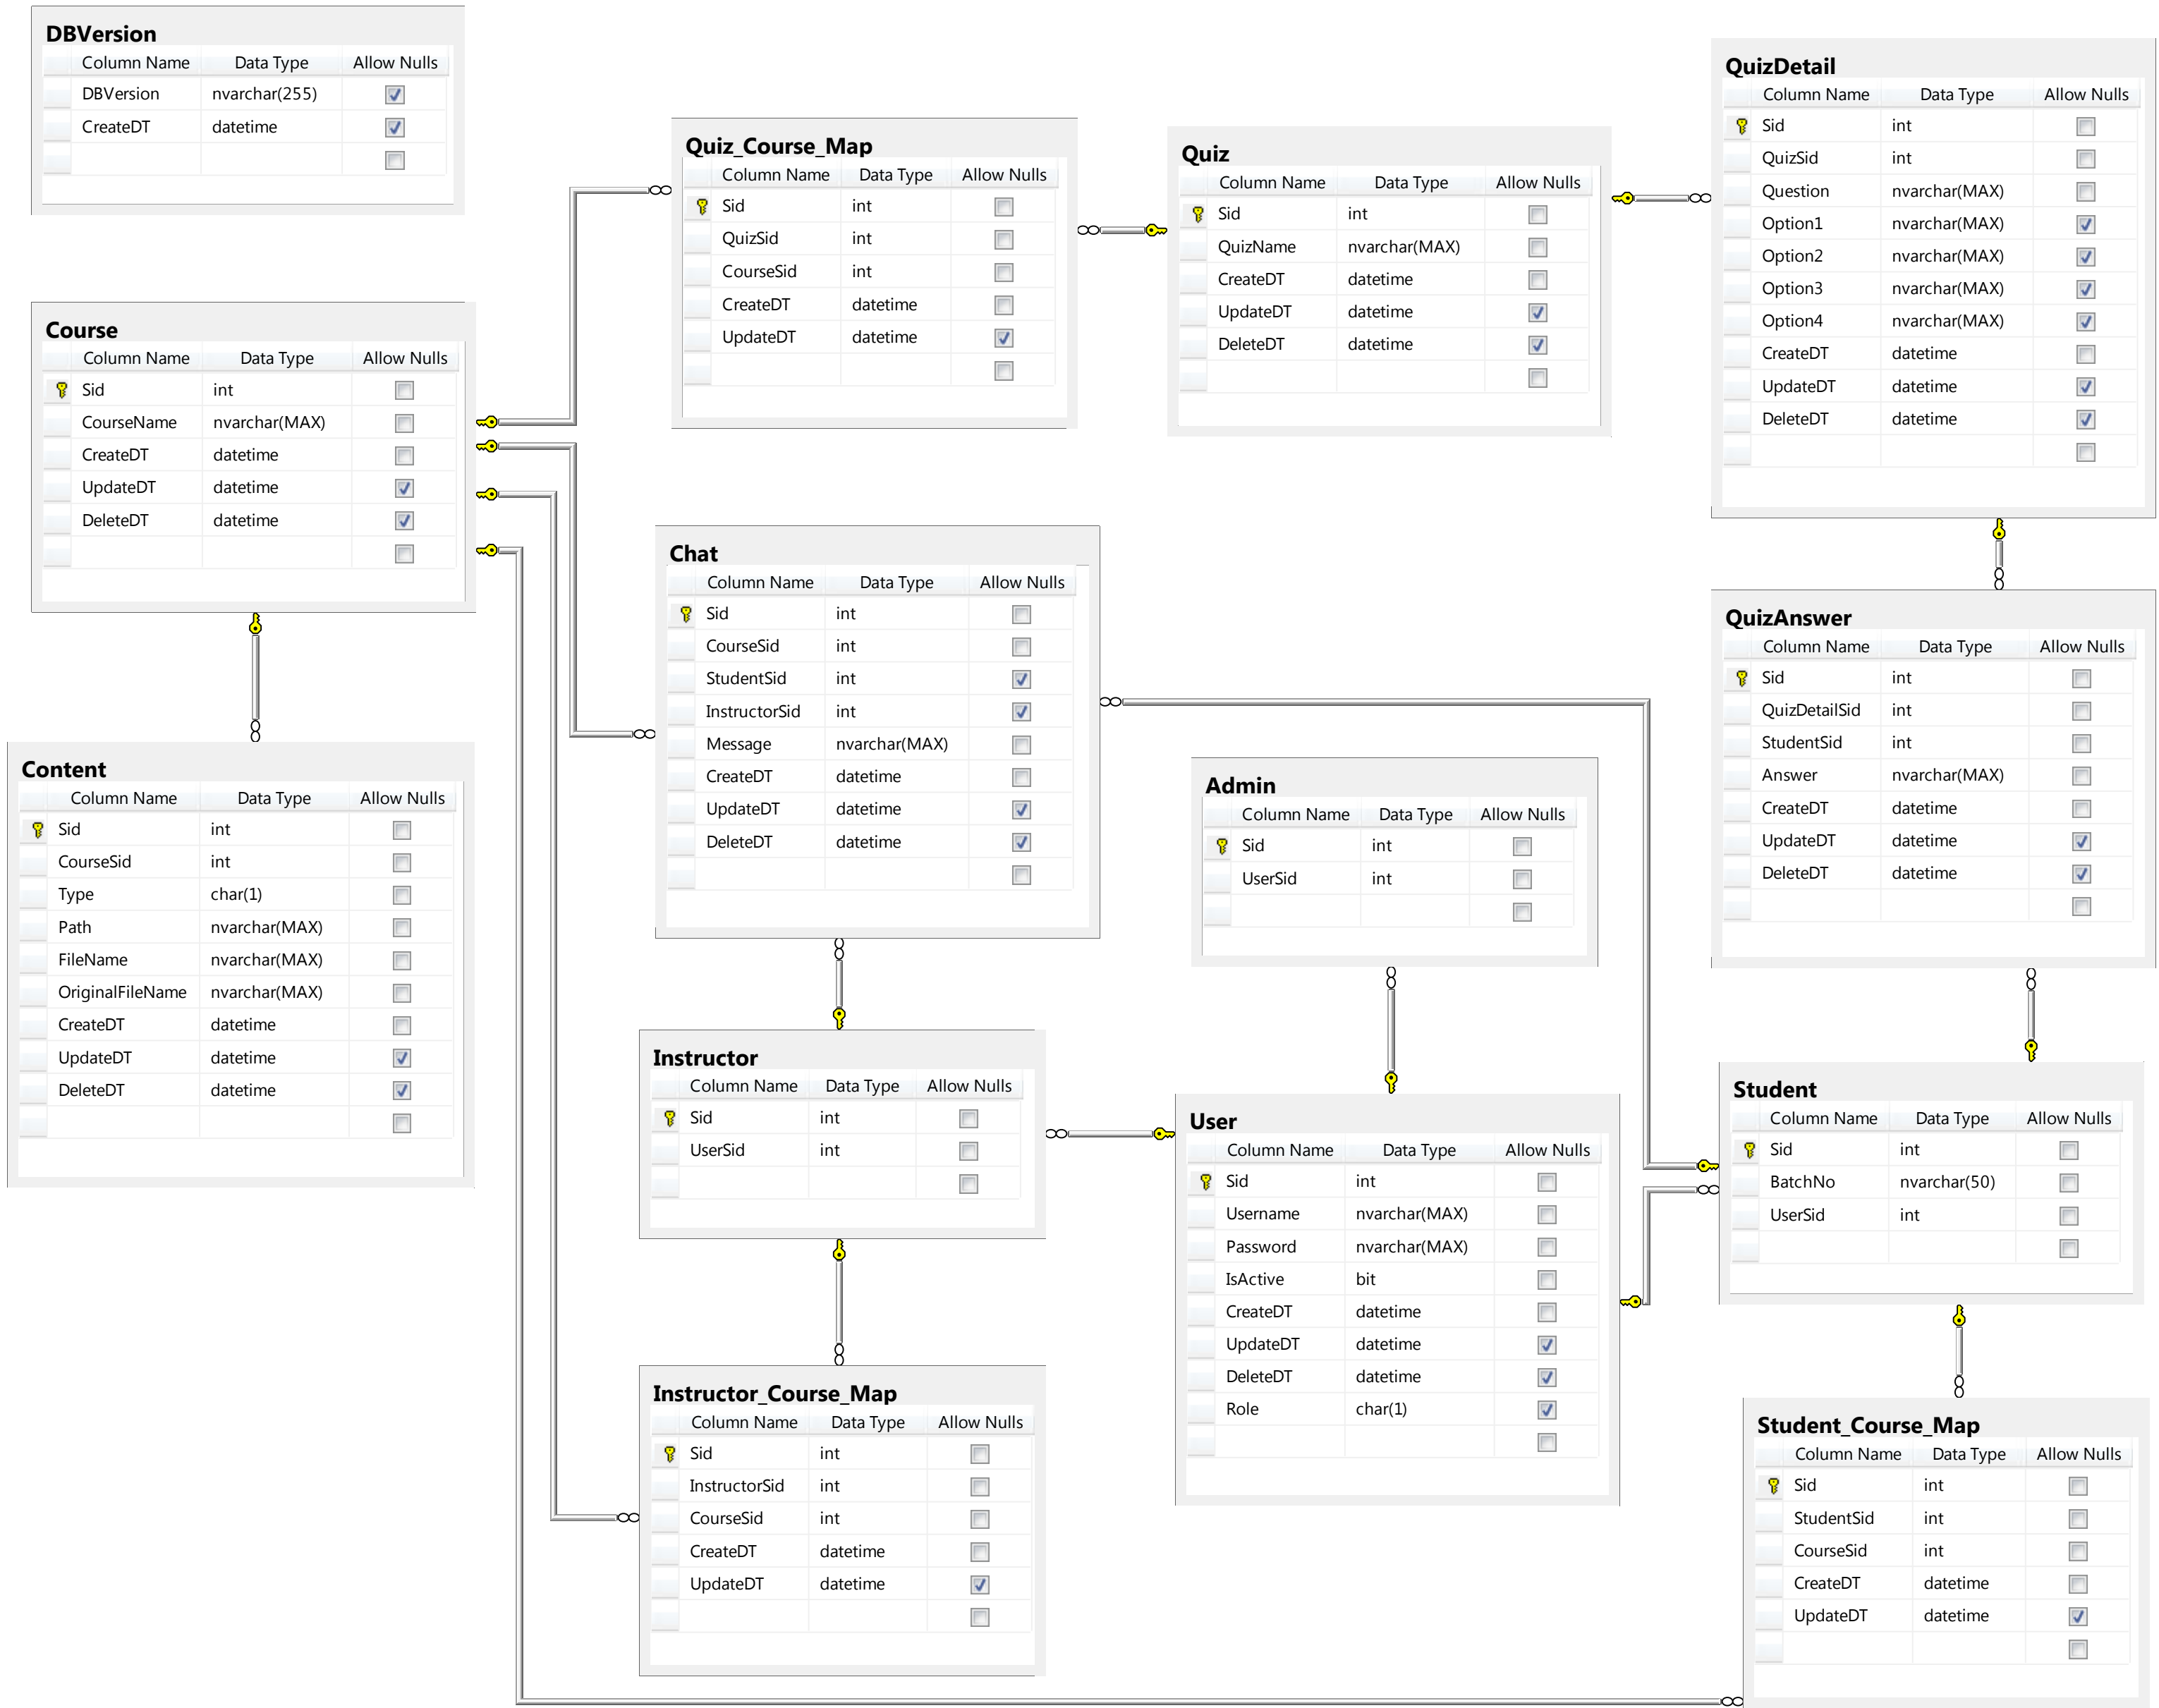 DBVersion
Column Name Data Type Allow Nulls
DBVersion nvarchar(255)
CreateDT datetime
Course
Column Name Data Type Allow Nulls
Sid int
CourseName nvarchar(MAX)
CreateDT datetime
UpdateDT datetime
DeleteDT datetime
Content
Column Name Data Type Allow Nulls
Sid int
CourseSid int
Type char(1)
Path nvarchar(MAX)
FileName nvarchar(MAX)
OriginalFileName nvarchar(MAX)
CreateDT datetime
UpdateDT datetime
DeleteDT datetime
Quiz_Course_Map
Column Name Data Type Allow Nulls
Sid int
QuizSid int
CourseSid int
CreateDT datetime
UpdateDT datetime
Quiz
Column Name Data Type Allow Nulls
Sid int
QuizName nvarchar(MAX)
CreateDT datetime
UpdateDT datetime
DeleteDT datetime
QuizDetail
Column Name Data Type Allow Nulls
Sid int
QuizSid int
Question nvarchar(MAX)
Option1 nvarchar(MAX)
Option2 nvarchar(MAX)
Option3 nvarchar(MAX)
Option4 nvarchar(MAX)
CreateDT datetime
UpdateDT datetime
DeleteDT datetime
Chat
Column Name Data Type Allow Nulls
Sid int
CourseSid int
StudentSid int
InstructorSid int
Message nvarchar(MAX)
CreateDT datetime
UpdateDT datetime
DeleteDT datetime
QuizAnswer
Column Name Data Type Allow Nulls
Sid int
QuizDetailSid int
StudentSid int
Answer nvarchar(MAX)
CreateDT datetime
UpdateDT datetime
DeleteDT datetime
Admin
Column Name Data Type Allow Nulls
Sid int
UserSid int
Instructor
Column Name Data Type Allow Nulls
Sid int
UserSid int
User
Column Name Data Type Allow Nulls
Sid int
Username nvarchar(MAX)
Password nvarchar(MAX)
IsActive bit
CreateDT datetime
UpdateDT datetime
DeleteDT datetime
Role char(1)
Student
Column Name Data Type Allow Nulls
Sid int
BatchNo nvarchar(50)
UserSid int
Instructor_Course_Map
Column Name Data Type Allow Nulls
Sid int
InstructorSid int
CourseSid int
CreateDT datetime
UpdateDT datetime
Student_Course_Map
Column Name Data Type Allow Nulls
Sid int
StudentSid int
CourseSid int
CreateDT datetime
UpdateDT datetime